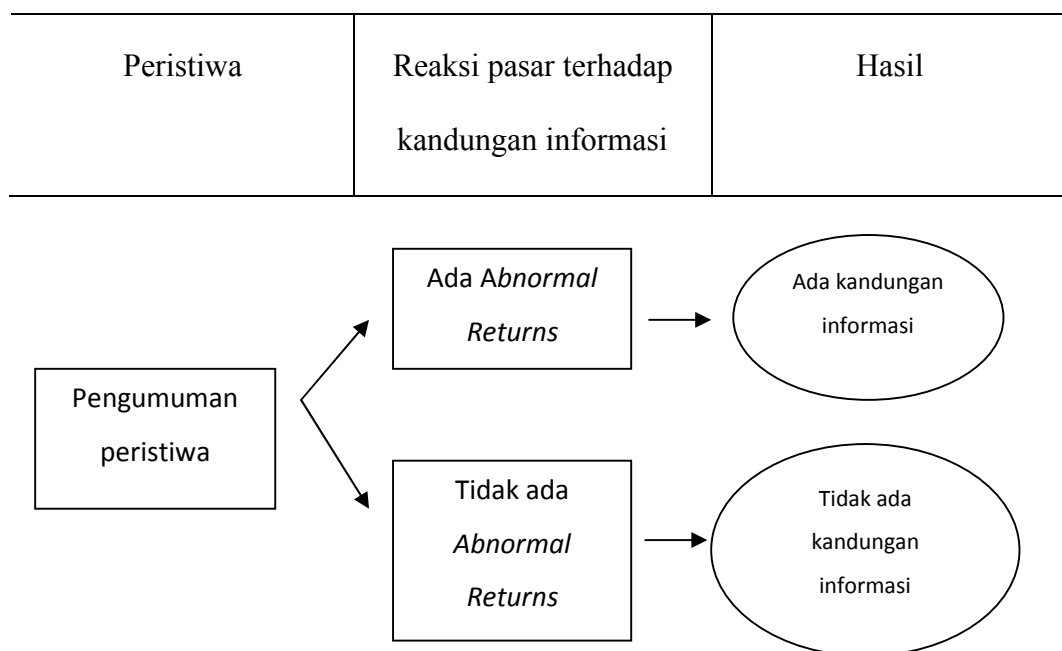 Peristiwa
Reaksi pasar terhadap
kandungan informasi
Hasil
Ada Abnormal
Returns
Ada kandungan
informasi
Pengumuman
peristiwa
Tidak ada
Abnormal
Returns
Tidak ada
kandungan
informasi